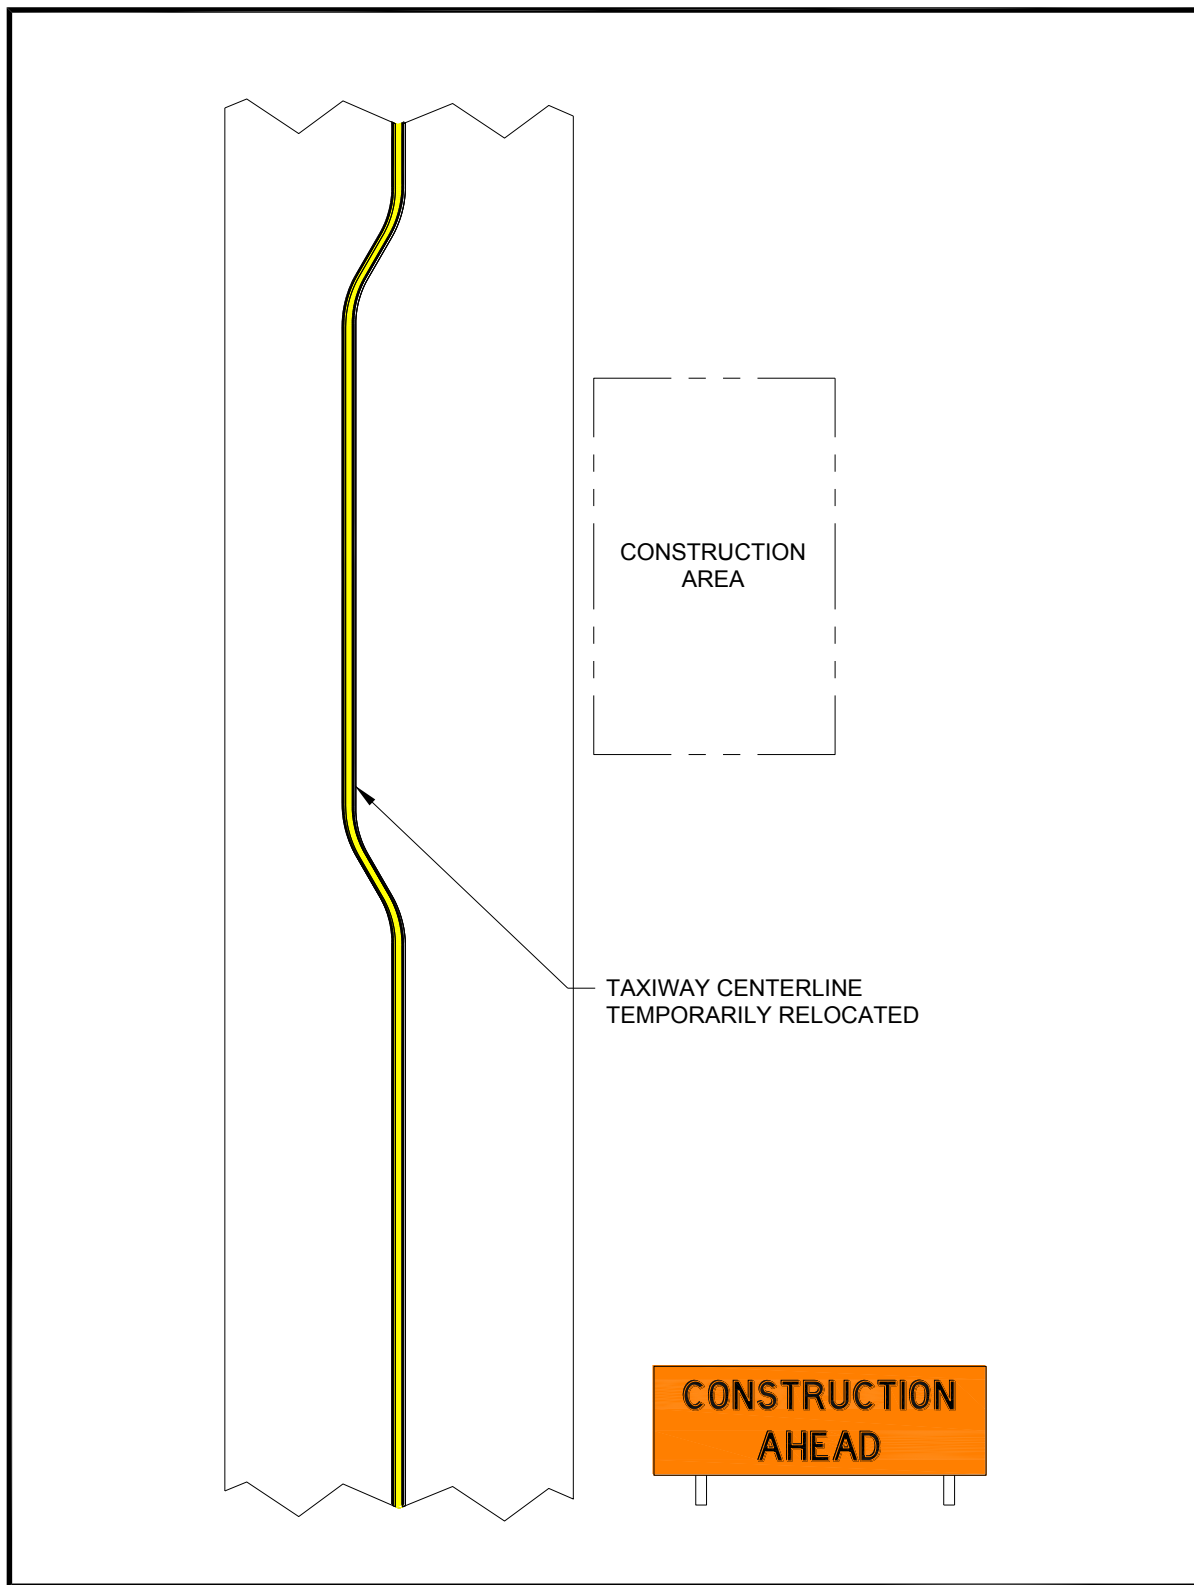 CONSTRUCTION
AREA
TAXIWAY CENTERLINE
TEMPORARILY RELOCATED
CONSTRUCTION
AHEAD